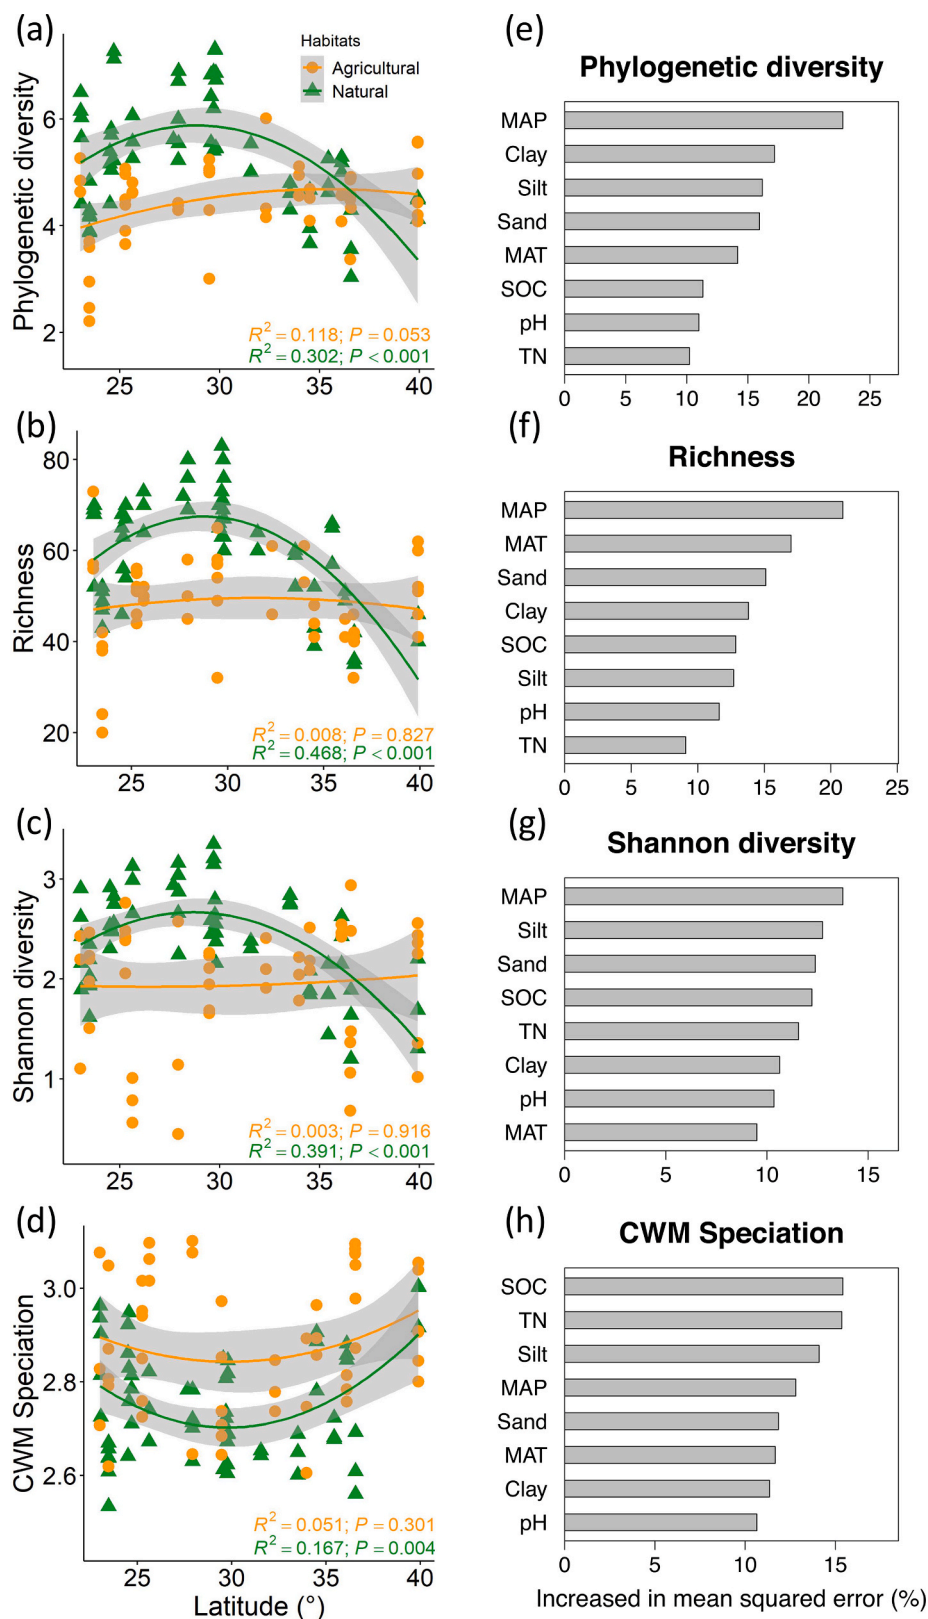 (a)
Habitats
Agricultural
Natural
Phylogenetic diversity
6
4
2
R² = 0.118; P = 0.053
R² = 0.302; P < 0.001
25 30 35 40
(e)
Phylogenetic diversity
MAP
Clay
Silt
Sand
MAT
SOC
pH
TN
0 5 10 15 20 25
(b)
Richness
80
60
40
20
R² = 0.008; P = 0.827
R² = 0.468; P < 0.001
25 30 35 40
(f)
Richness
MAP
MAT
Sand
Clay
SOC
Silt
pH
TN
0 5 10 15 20 25
(c)
Shannon diversity
3
2
1
R² = 0.003; P = 0.916
R² = 0.391; P < 0.001
25 30 35 40
(g)
Shannon diversity
MAP
Silt
Sand
SOC
TN
Clay
pH
MAT
0 5 10 15
(d)
CWM Speciation
3.0
2.8
2.6
R² = 0.051; P = 0.301
R² = 0.167; P = 0.004
25 30 35 40
Latitude (°)
(h)
CWM Speciation
SOC
TN
Silt
MAP
Sand
MAT
Clay
pH
0 5 10 15
Increased in mean squared error (%)